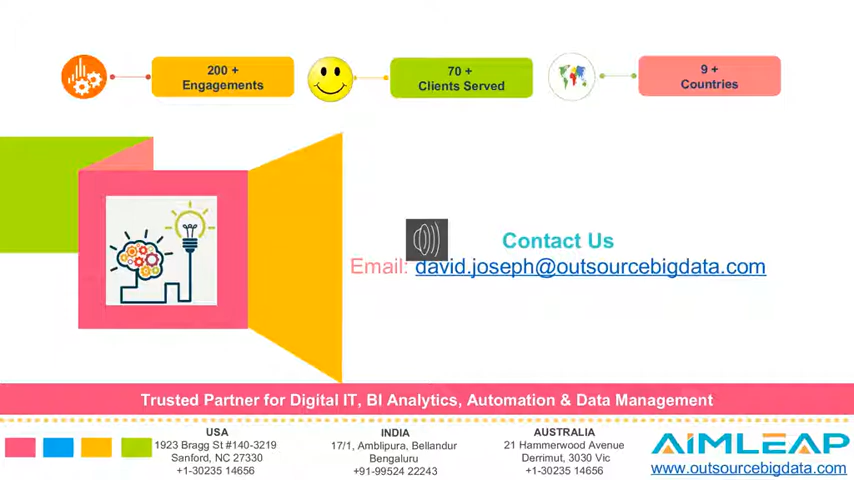 200 +
Engagements
70 +
Clients Served
9 +
Countries
Contact Us
Email: david.joseph@outsourcebigdata.com
Trusted Partner for Digital IT, BI Analytics, Automation & Data Management
USA
1923 Bragg St #140-3219
Sanford, NC 27330
+1-30235 14656
INDIA
17/1, Amblipura, Bellandur
Bengaluru
+91-99524 22243
AUSTRALIA
21 Hammerwood Avenue
Derrimut, 3030 Vic
+1-30235 14656
AIMLEAP
www.outsourcebigdata.com